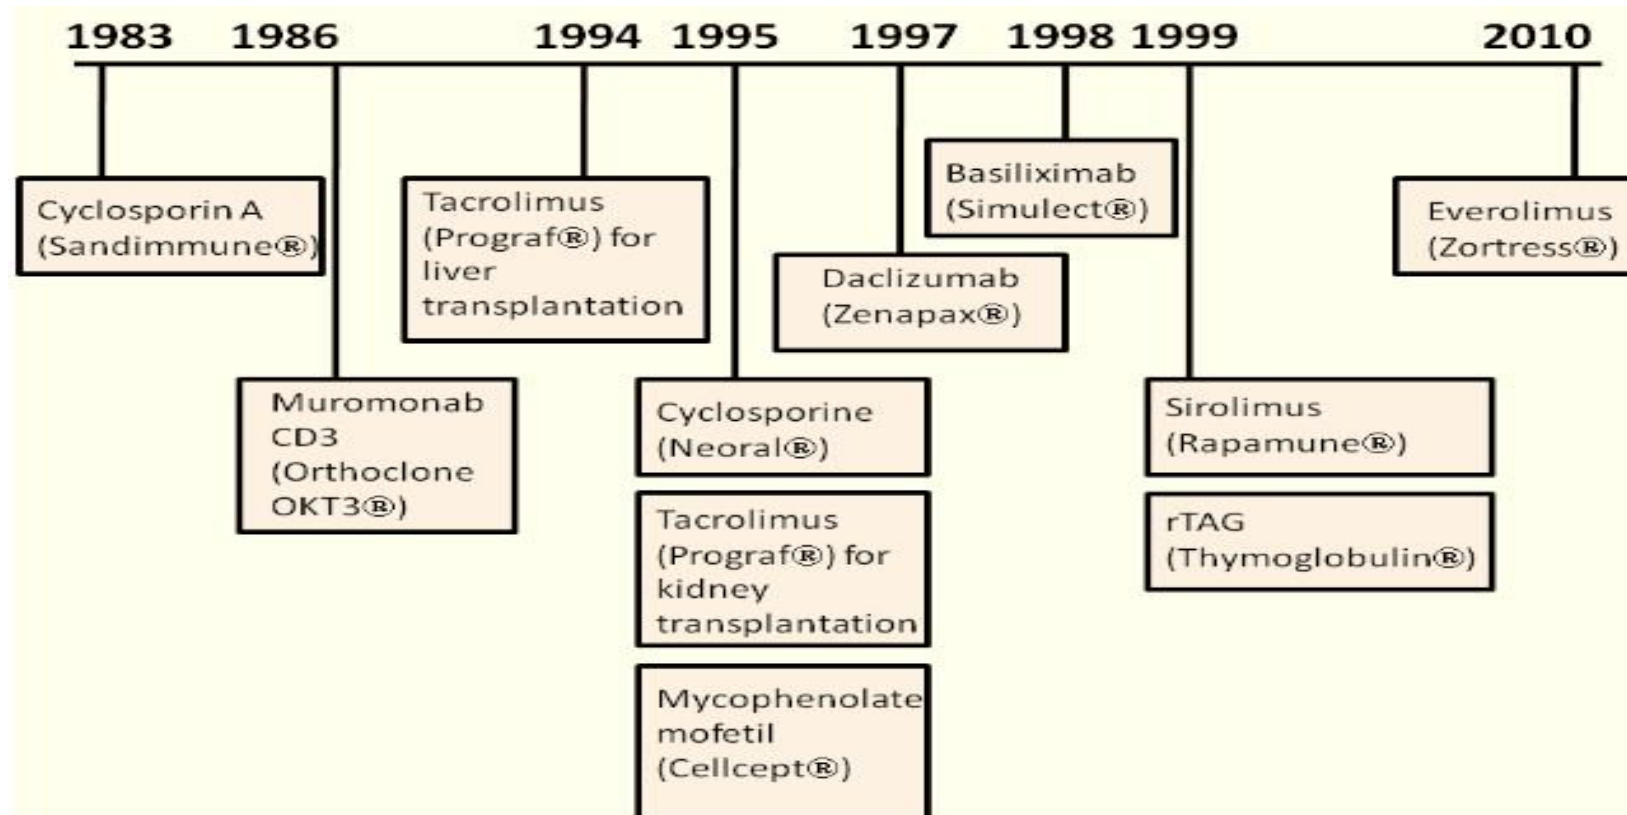 1983 1986 1994 1995 1997 1998 1999 2010
Cyclosporin A
(Sandimmune®)
Muromonab
CD3
(Orthoclone
OKT3®)
Tacrolimus
(Prograf®) for
liver
transplantation
Cyclosporine
(Neoral®)
Tacrolimus
(Prograf®) for
kidney
transplantation
Mycophenolate
mofetil
(Cellcept®)
Daclizumab
(Zenapax®)
Basiliximab
(Simulect®)
Sirolimus
(Rapamune®)
rTAG
(Thymoglobulin®)
Everolimus
(Zortress®)